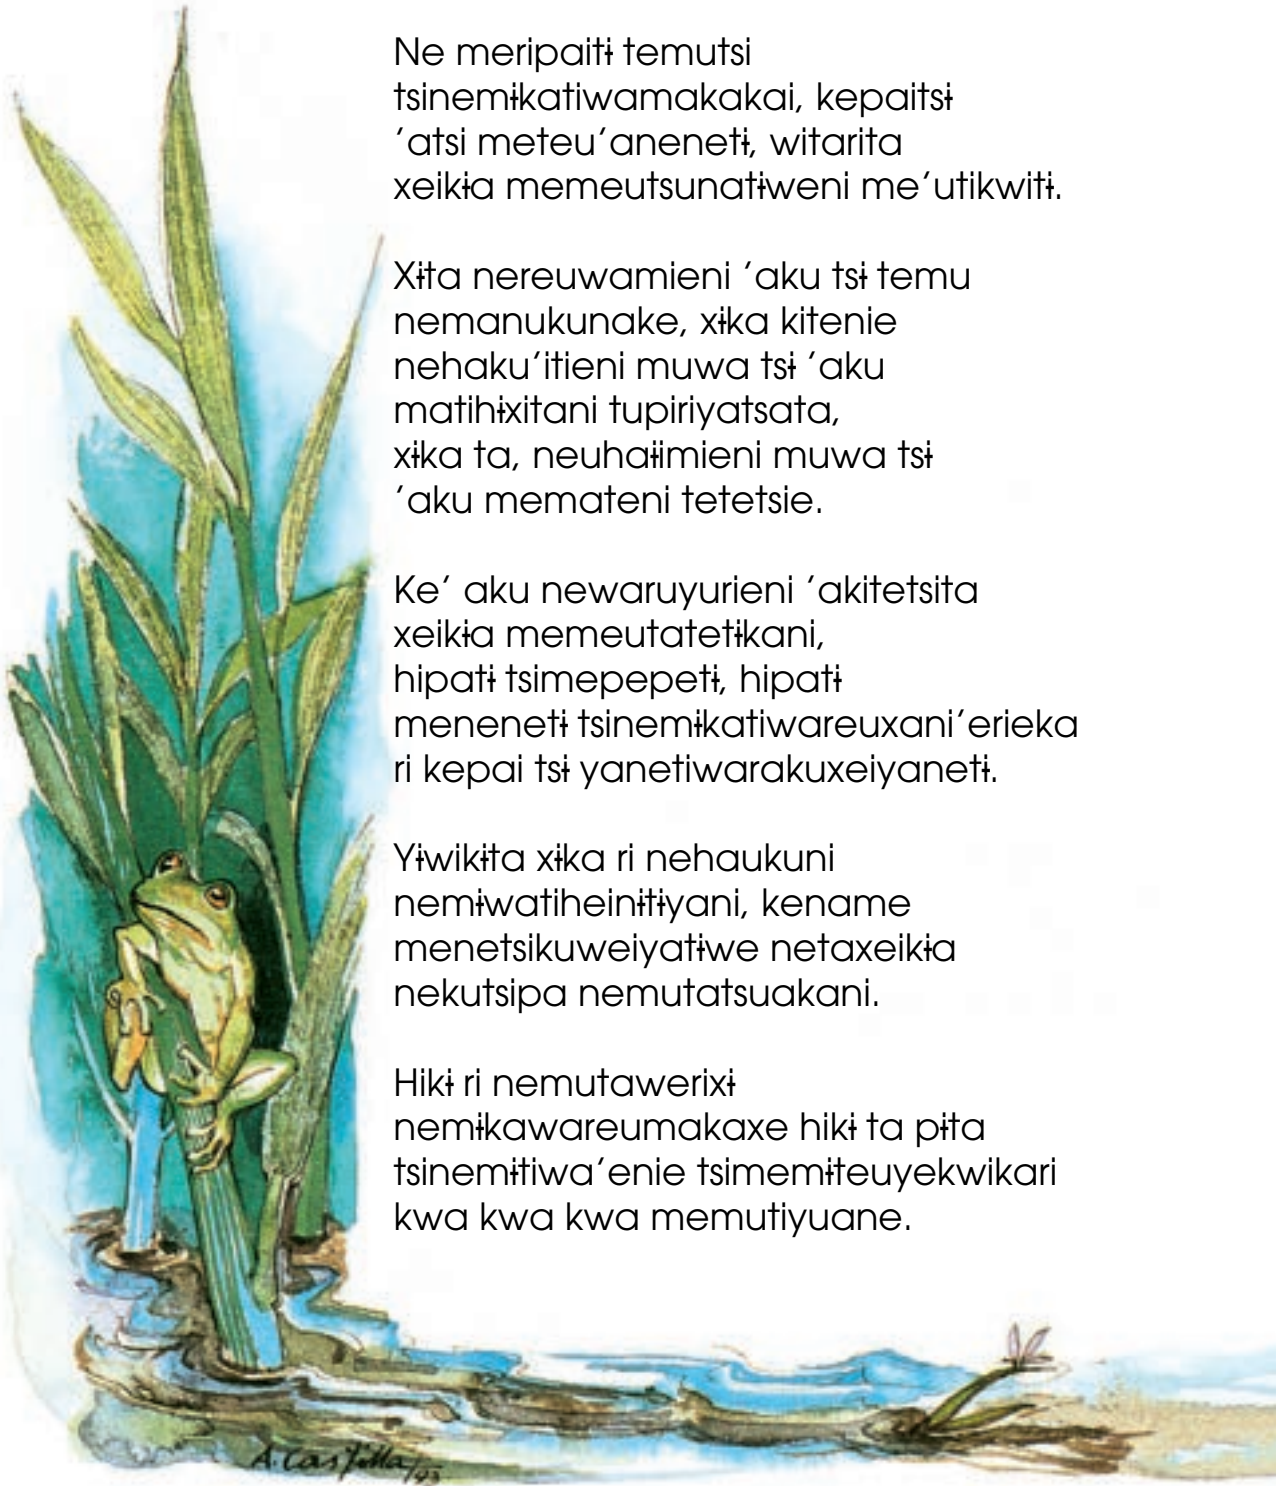 Ne meripaitɨ temutsi
tsinemɨkatiwamakakai, kepaitsɨ
'atsi meteu'anenetɨ, witarita
xeikɨa memeutsunatɨweni me'utikwitɨ.
Xɨta nereuwamieni 'aku tsɨ temu
nemanukunake, xɨka kitenie
nehaku'itieni muwa tsɨ 'aku
matihɨxitani tupiriyatsata,
xɨka ta, neuhaɨimieni muwa tsɨ
'aku memateni tetetsie.
Ke' aku newaruyurieni 'akitetsita
xeikɨa memeutatetɨkani,
hipatɨ tsimepepetɨ, hipatɨ
menenetɨ tsinemɨkatiwareuxani'erieka
ri kepai tsɨ yanetiwarakuxeiyanetɨ.
Yɨwikɨta xɨka ri nehaukuni
nemɨwatiheinɨtɨyani, kename
menetsikuweiyatɨwe netaxeikɨa
nekutsipa nemutatsuakani.
Hikɨ ri nemutawerixɨ
nemɨkawareumakaxe hikɨ ta pɨta
tsinemɨtiwa'enie tsimemɨteuyekwikari
kwa kwa kwa memutiyuane.
A. Castilla/93